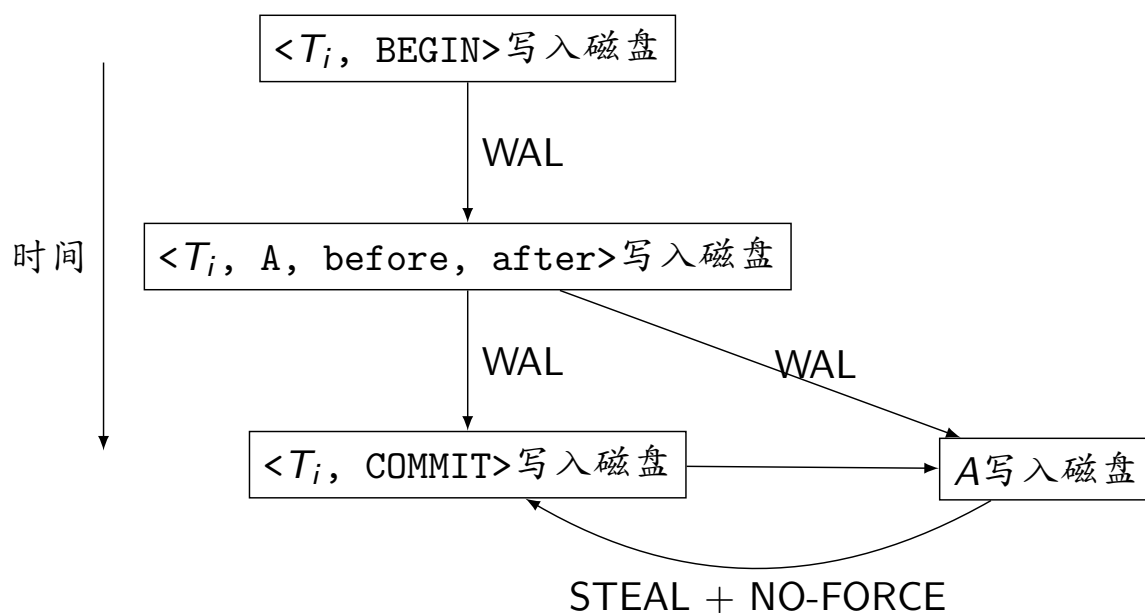 <Ti, BEGIN>写入磁盘
WAL
时间
<Ti, A, before, after>写入磁盘
WAL
WAL
<Ti, COMMIT>写入磁盘
A写入磁盘
STEAL + NO-FORCE